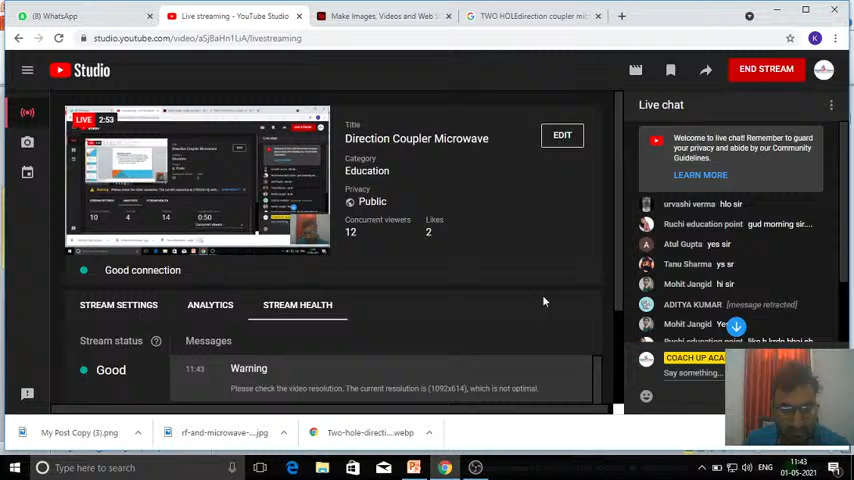 (55) WhatsApp
Live streaming - YouTube Studio
Make Images, Videos and Web S
TWO HOLEdirection coupler mic
studio.youtube.com/video/aSjBaHn1LiA/livestreaming
K
Studio
END STREAM
LIVE 2:53
Title
Direction Coupler Microwave
EDIT
Category
Education
Privacy
Public
Concurrent viewers
Likes
12
2
Good connection
STREAM SETTINGS
ANALYTICS
STREAM HEALTH
Stream status
Messages
Good
11:43
Warning
Please check the video resolution. The current resolution is (1092x614), which is not optimal.
Live chat
Welcome to live chat! Remember to guard
your privacy and abide by our Community
Guidelines.
LEARN MORE
urvashi verma hlo sir
Ruchi education point gud morning sir...
A Atul Gupta yes sir
Tanu Sharma ys sr
Mohit Jangid hi sir
ADITYA KUMAR [message retracted]
Mohit Jangid Yes
COACH UP ACA
Say something...
My Post Copy (3).png
rf-and-microwave-...jpg
Two-hole-directi....webp
Type here to search
ENG
11:43
01-05-2021